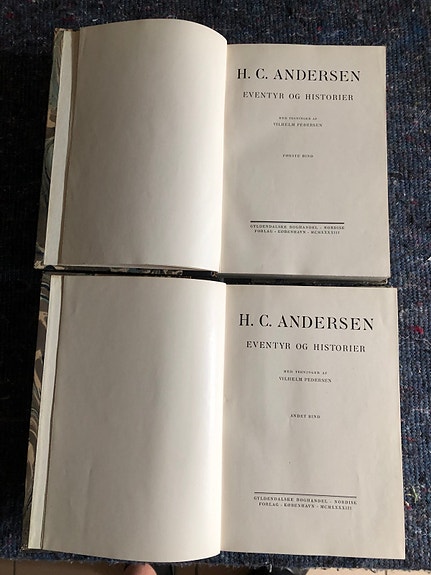 H. C. ANDERSEN
EVENTYR OG HISTORIER
MED TEGNINGER AF
VILHELM PEDERSEN
FØRSTE BIND
GYLDENDALSKE BOGHANDEL · NORDISK
FORLAG · KØBENHAVN · MCMXXXIII
H. C. ANDERSEN
EVENTYR OG HISTORIER
MED TEGNINGER AF
VILHELM PEDERSEN
ANDET BIND
GYLDENDALSKE BOGHANDEL · NORDISK
FORLAG · KØBENHAVN · MCMXXXIII